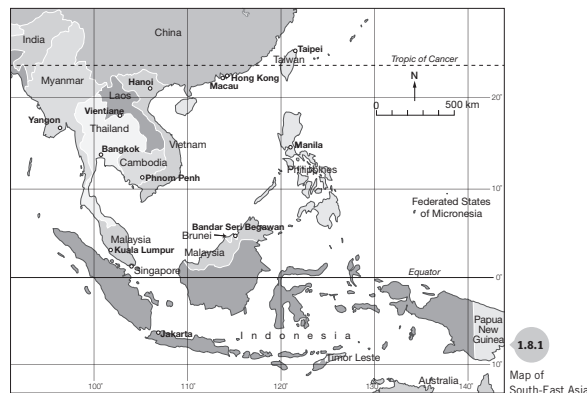 China
India
Taipei
Taiwan
Tropic of Cancer
Myanmar
Hanoi
Hong Kong
Macau
N
Laos
0 500 km
20°
Vientiane
Yangon
Thailand
Vietnam
Manila
Bangkok
Cambodia
Philippines
Phnom Penh
10°
Federated States
of Micronesia
Bandar Seri Begawan
Brunei
Malaysia
Malaysia
Kuala Lumpur
Singapore
Equator
0°
Papua
New
Guinea
Jakarta
Indonesia
Timor Leste
Australia
100°
110°
120°
130°
140°
10°
1.8.1
Map of
South-East Asia